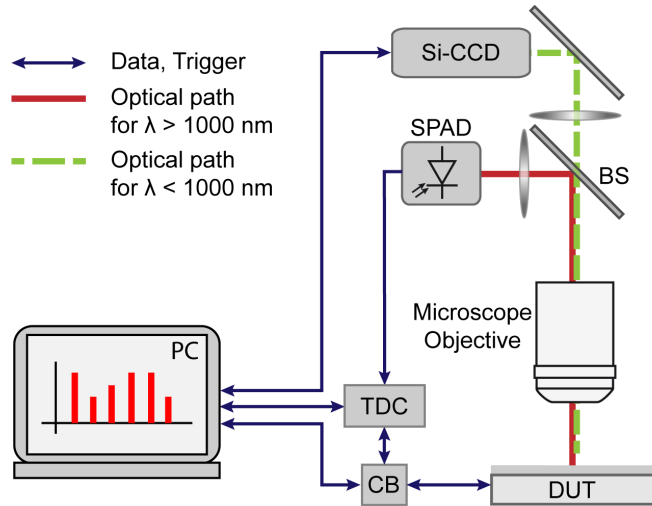 Data, Trigger
Optical path
for λ > 1000 nm
Optical path
for λ < 1000 nm
Si-CCD
SPAD
BS
Microscope
Objective
PC
TDC
CB
DUT